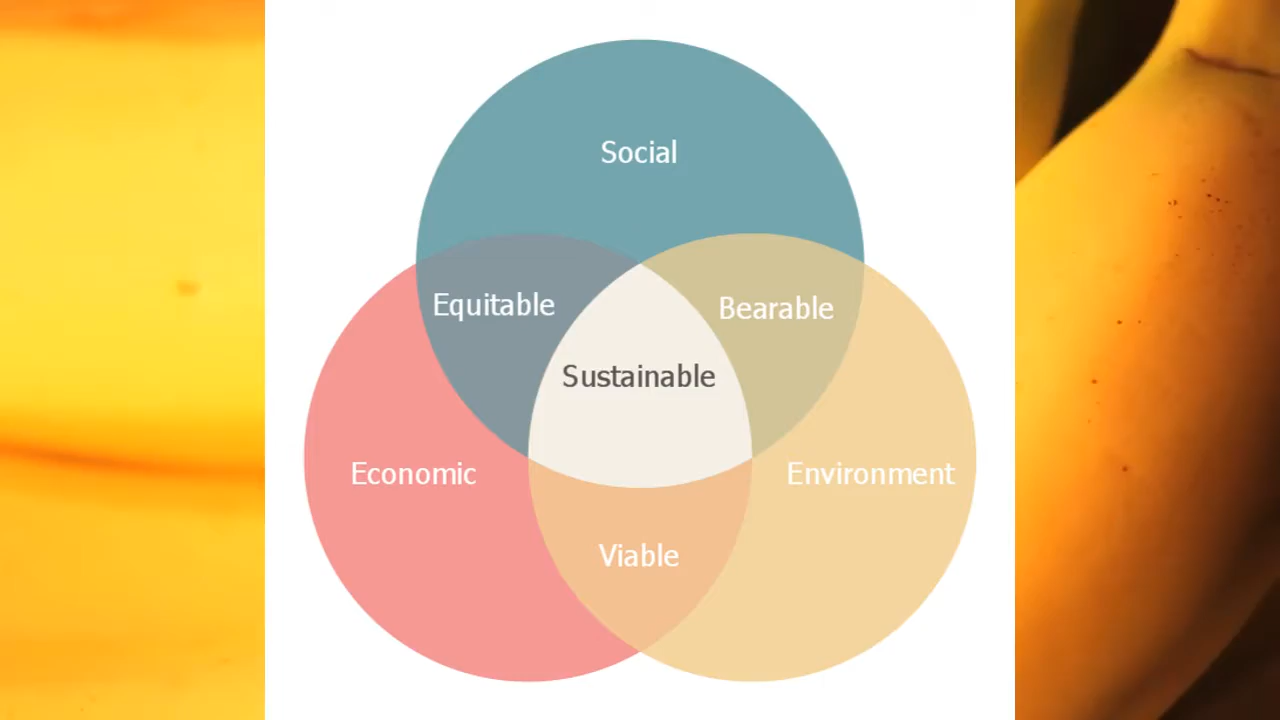 Social
Equitable
Bearable
Sustainable
Economic
Environment
Viable